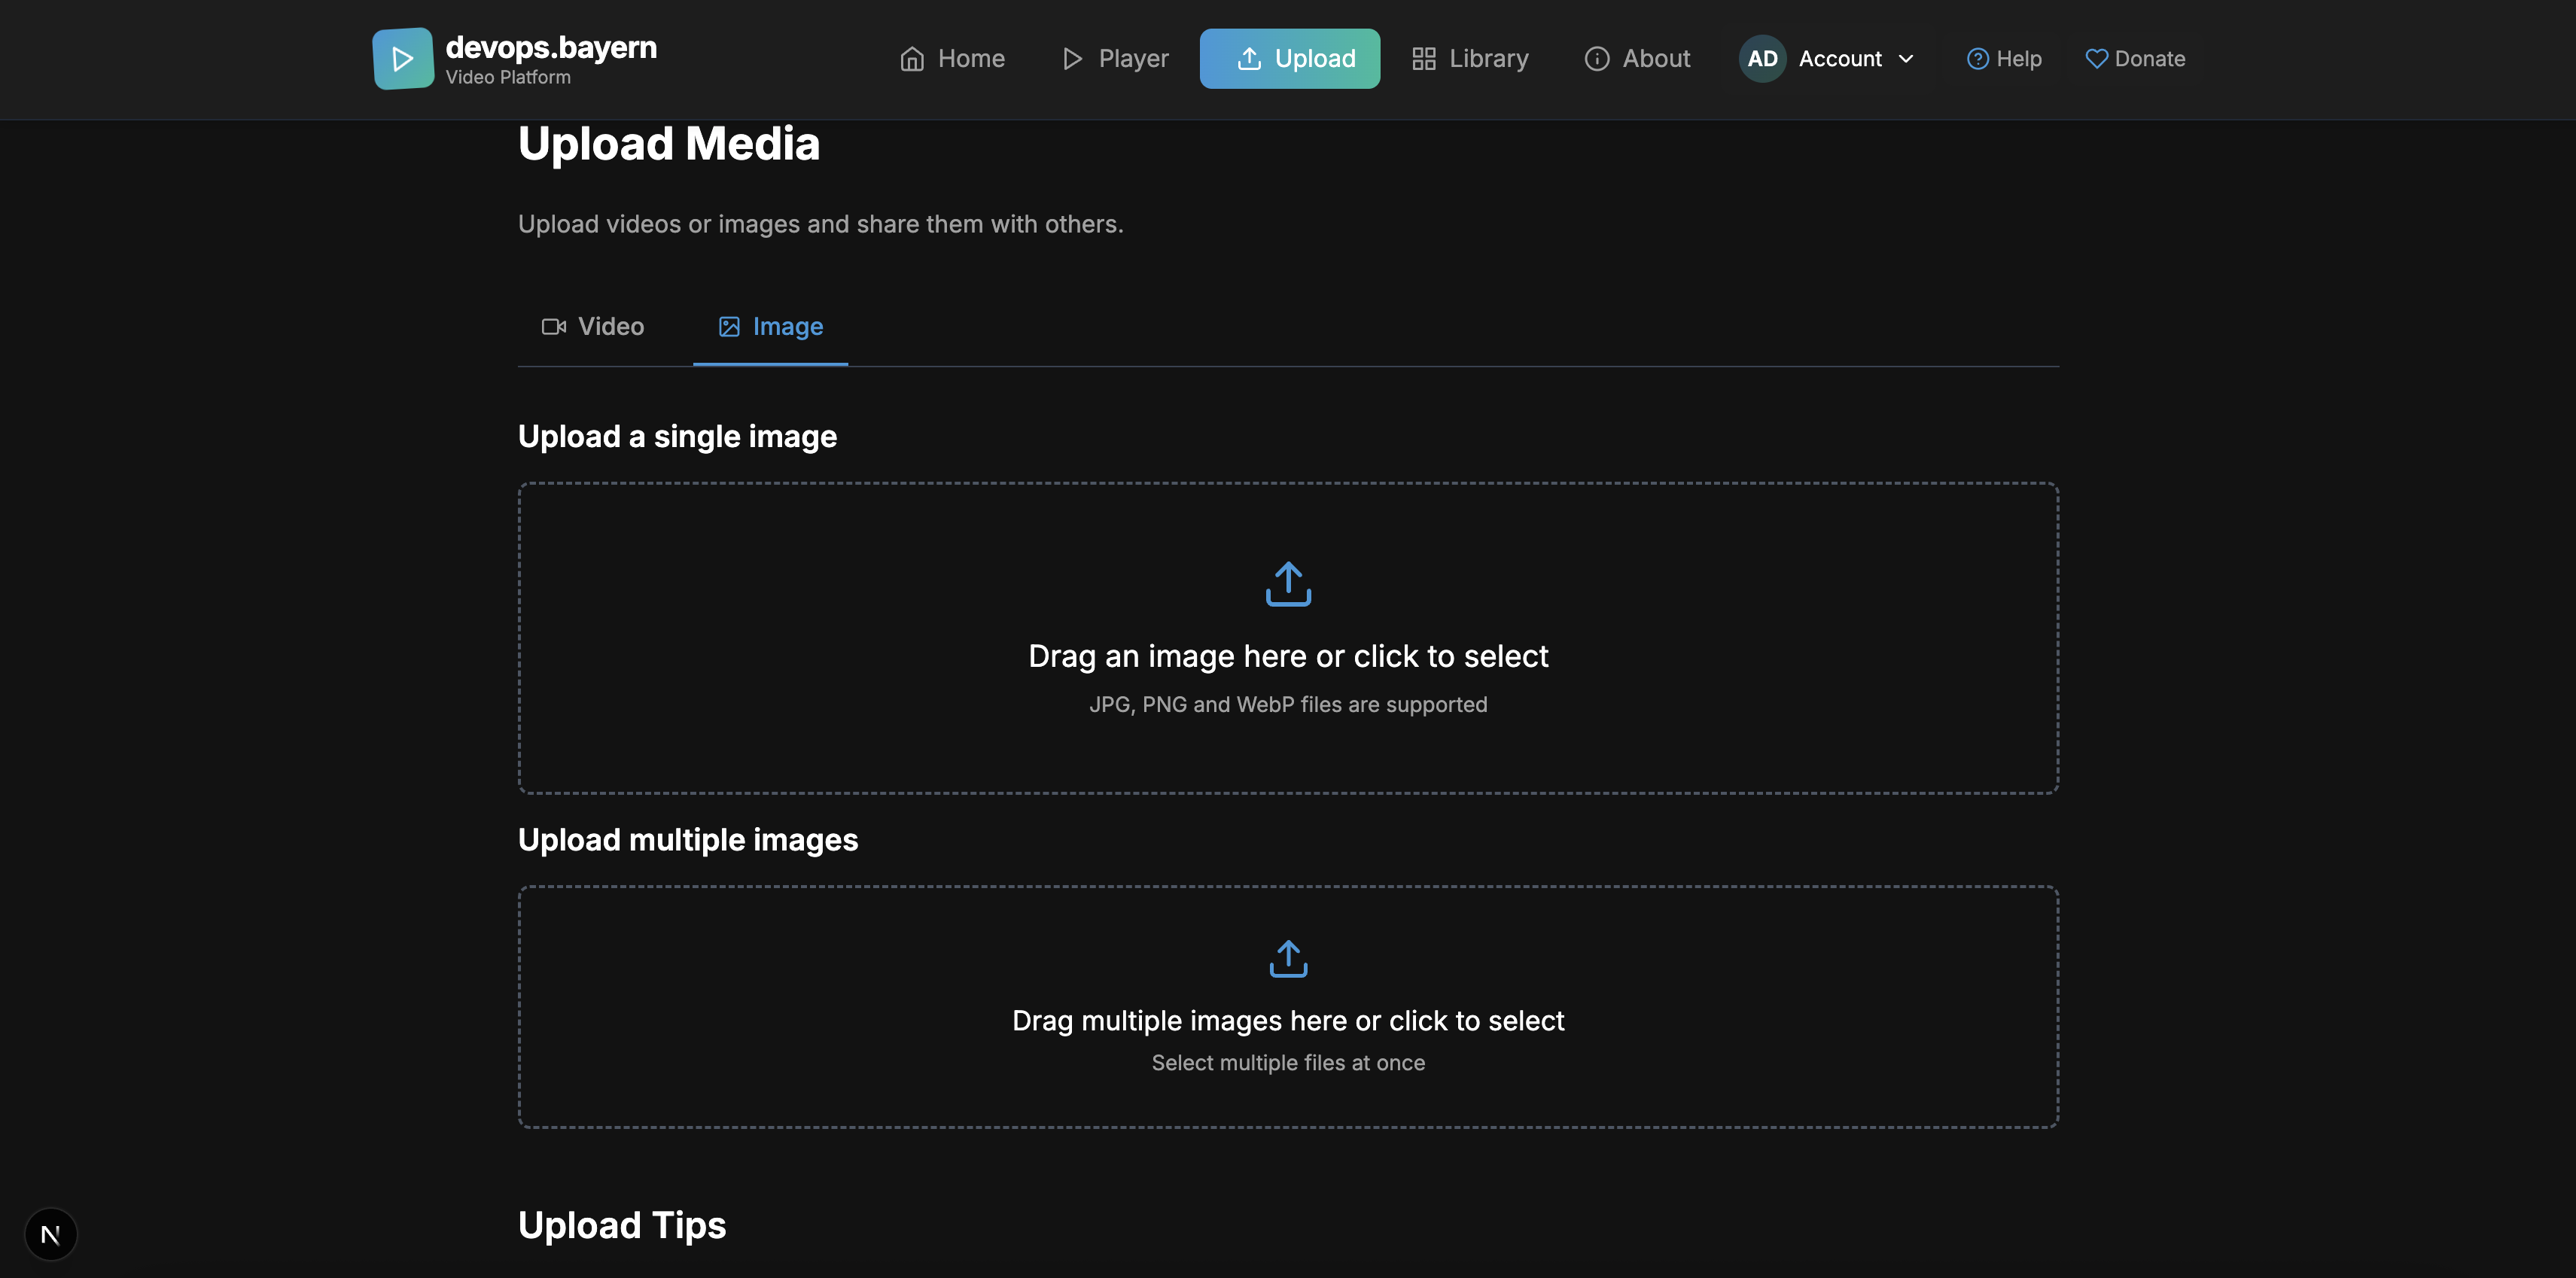 devops.bayern
Video Platform
Home
Player
Upload
Library
About
AD
Account
Help
Donate
Upload Media
Upload videos or images and share them with others.
Video
Image
Upload a single image
Drag an image here or click to select
JPG, PNG and WebP files are supported
Upload multiple images
Drag multiple images here or click to select
Select multiple files at once
Upload Tips
N